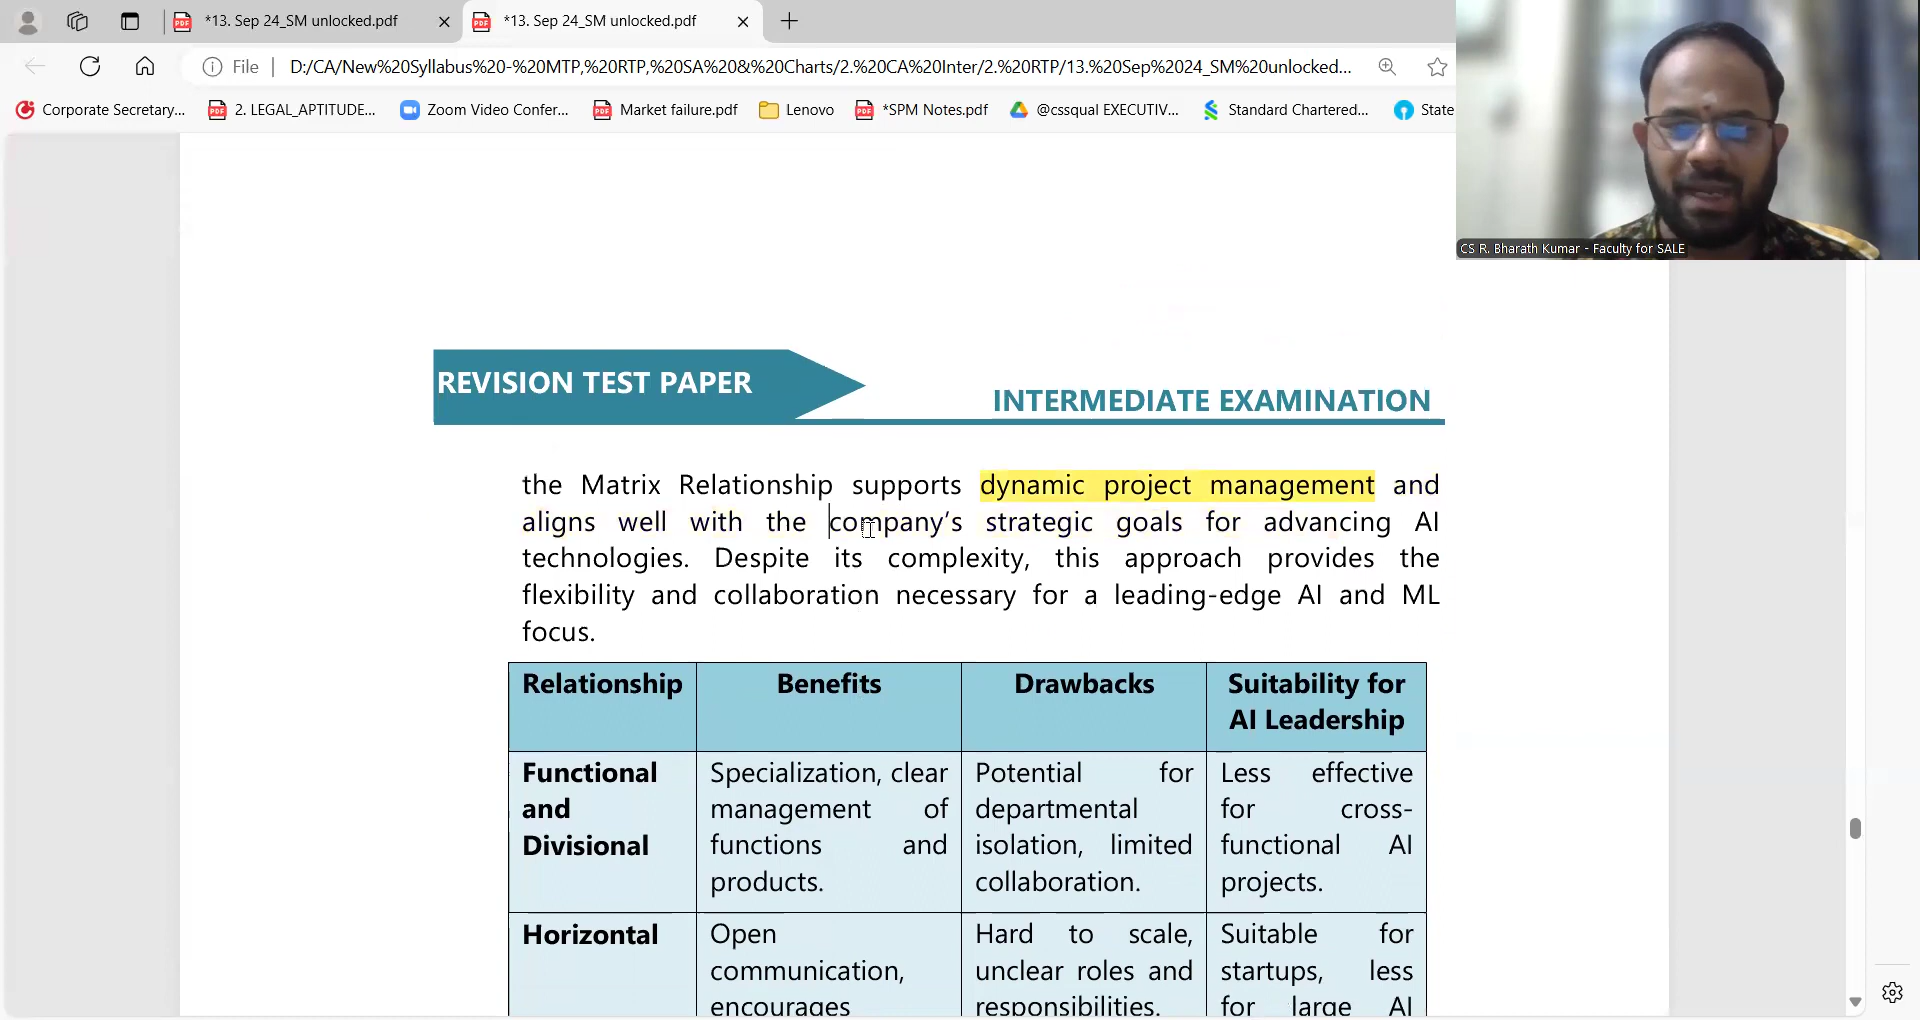 *13. Sep 24_SM unlocked.pdf
*13. Sep 24_SM unlocked.pdf
File
D:/CA/New%20Syllabus%20-%20MTP,%20RTP,%20SA%20&%20Charts/2.%20CA%20Inter/2.%20RTP/13.%20Sep%2024_SM%20unlocked...
Corporate Secretary...
2. LEGAL_APTITUDE...
Zoom Video Confer...
Market failure.pdf
Lenovo
*SPM Notes.pdf
@cssqual EXECUTIV...
Standard Chartered...
State
CS R. Bharath Kumar - Faculty for SALE
REVISION TEST PAPER
INTERMEDIATE EXAMINATION
the Matrix Relationship supports dynamic project management and
aligns well with the company's strategic goals for advancing AI
technologies. Despite its complexity, this approach provides the
flexibility and collaboration necessary for a leading-edge AI and ML
focus.
Relationship
Benefits
Drawbacks
Suitability for
AI Leadership
Functional
and
Divisional
Specialization, clear
management of
functions and
products.
Potential for
departmental
isolation, limited
collaboration.
Less effective
for cross-
functional AI
projects.
Horizontal
Open
communication,
encourages
Hard to scale,
unclear roles and
responsibilities.
Suitable for
startups, less
for large AI